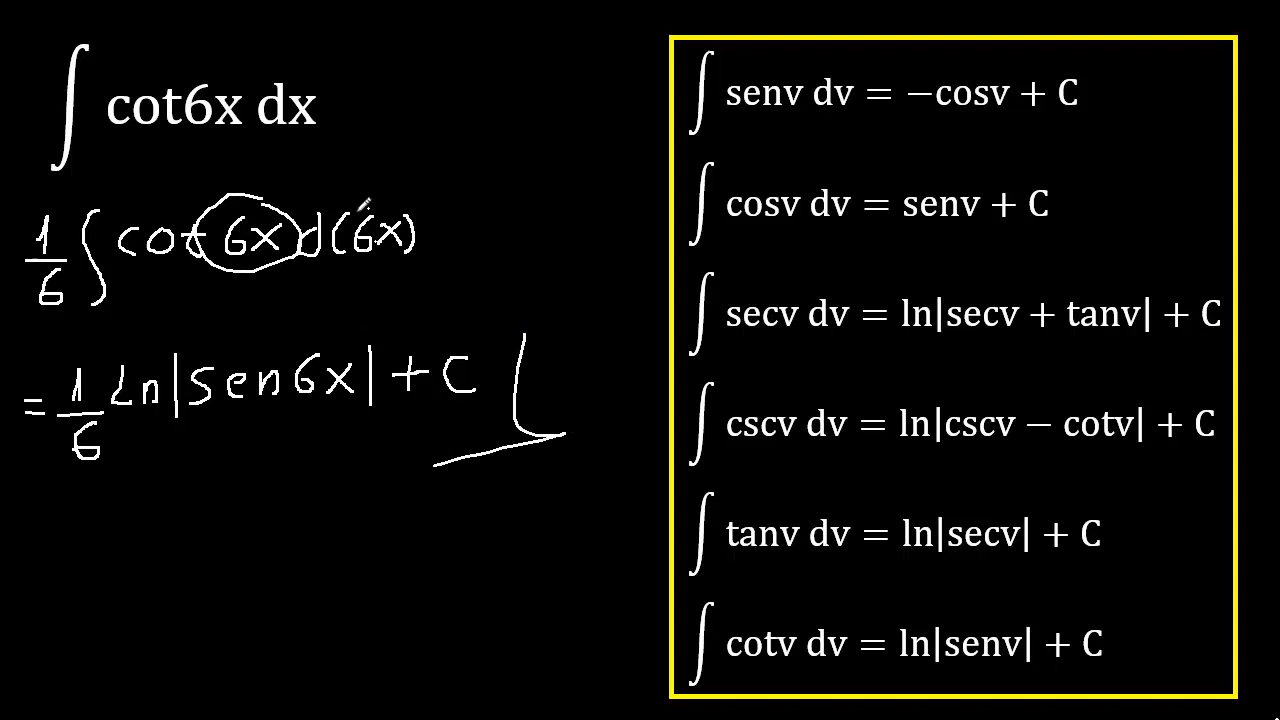 ∫ cot6x dx
1/6 ∫ cot 6x d(6x)
= 1/6 Ln|sen6x| + C
∫ senv dv = −cosv + C
∫ cosv dv = senv + C
∫ secv dv = ln|secv + tanv| + C
∫ cscv dv = ln|cscv − cotv| + C
∫ tanv dv = ln|secv| + C
∫ cotv dv = ln|senv| + C